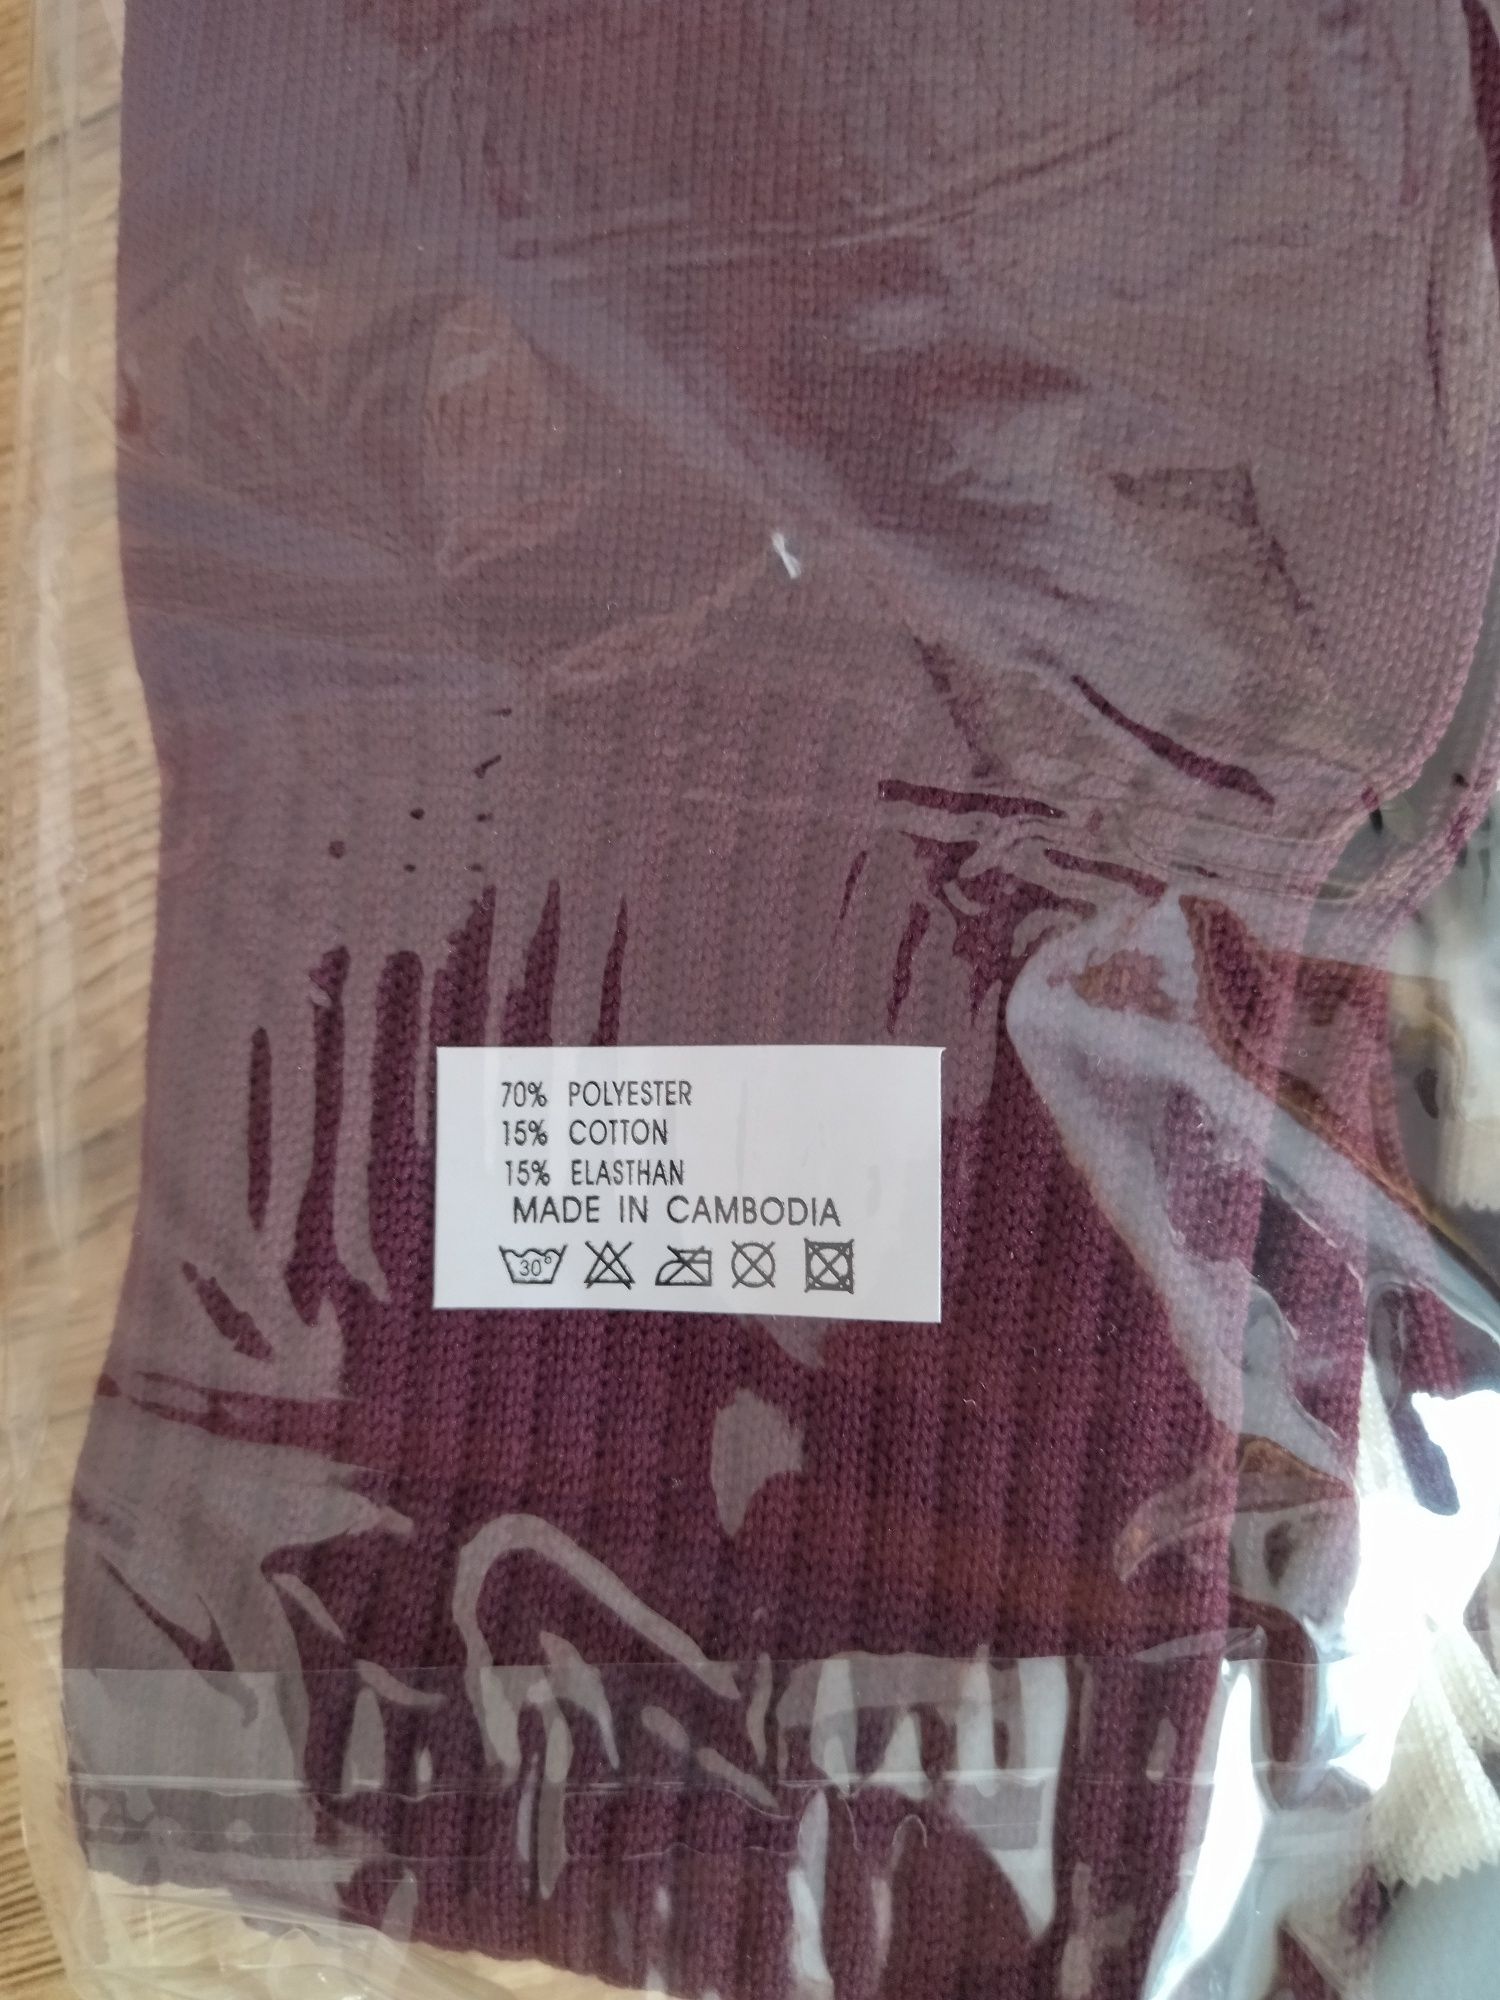 70% POLYESTER
15% COTTON
15% ELASTHAN
MADE IN CAMBODIA
30°